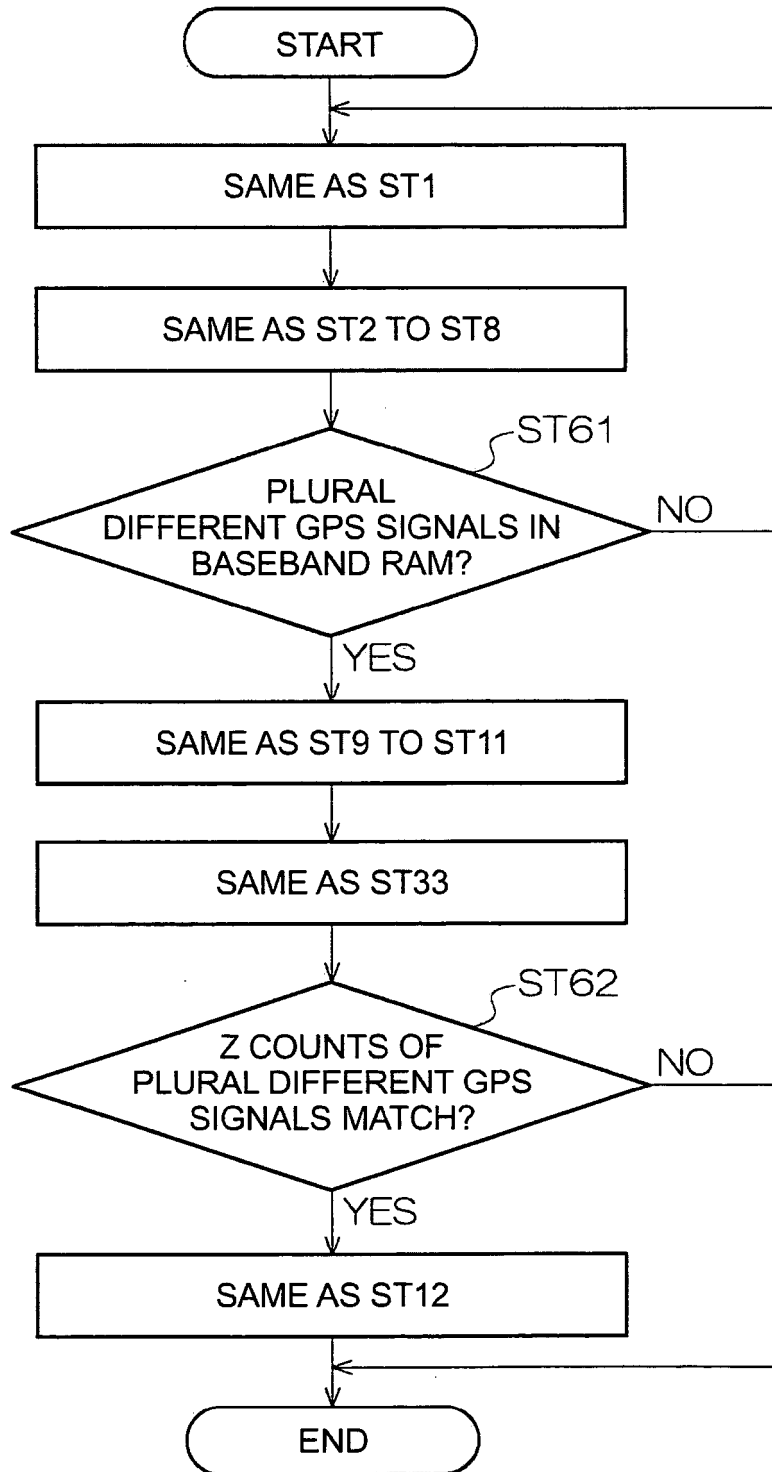 START
SAME AS ST1
SAME AS ST2 TO ST8
ST61
PLURAL
DIFFERENT GPS SIGNALS IN
BASEBAND RAM?
NO
YES
SAME AS ST9 TO ST11
SAME AS ST33
ST62
Z COUNTS OF
PLURAL DIFFERENT GPS
SIGNALS MATCH?
NO
YES
SAME AS ST12
END